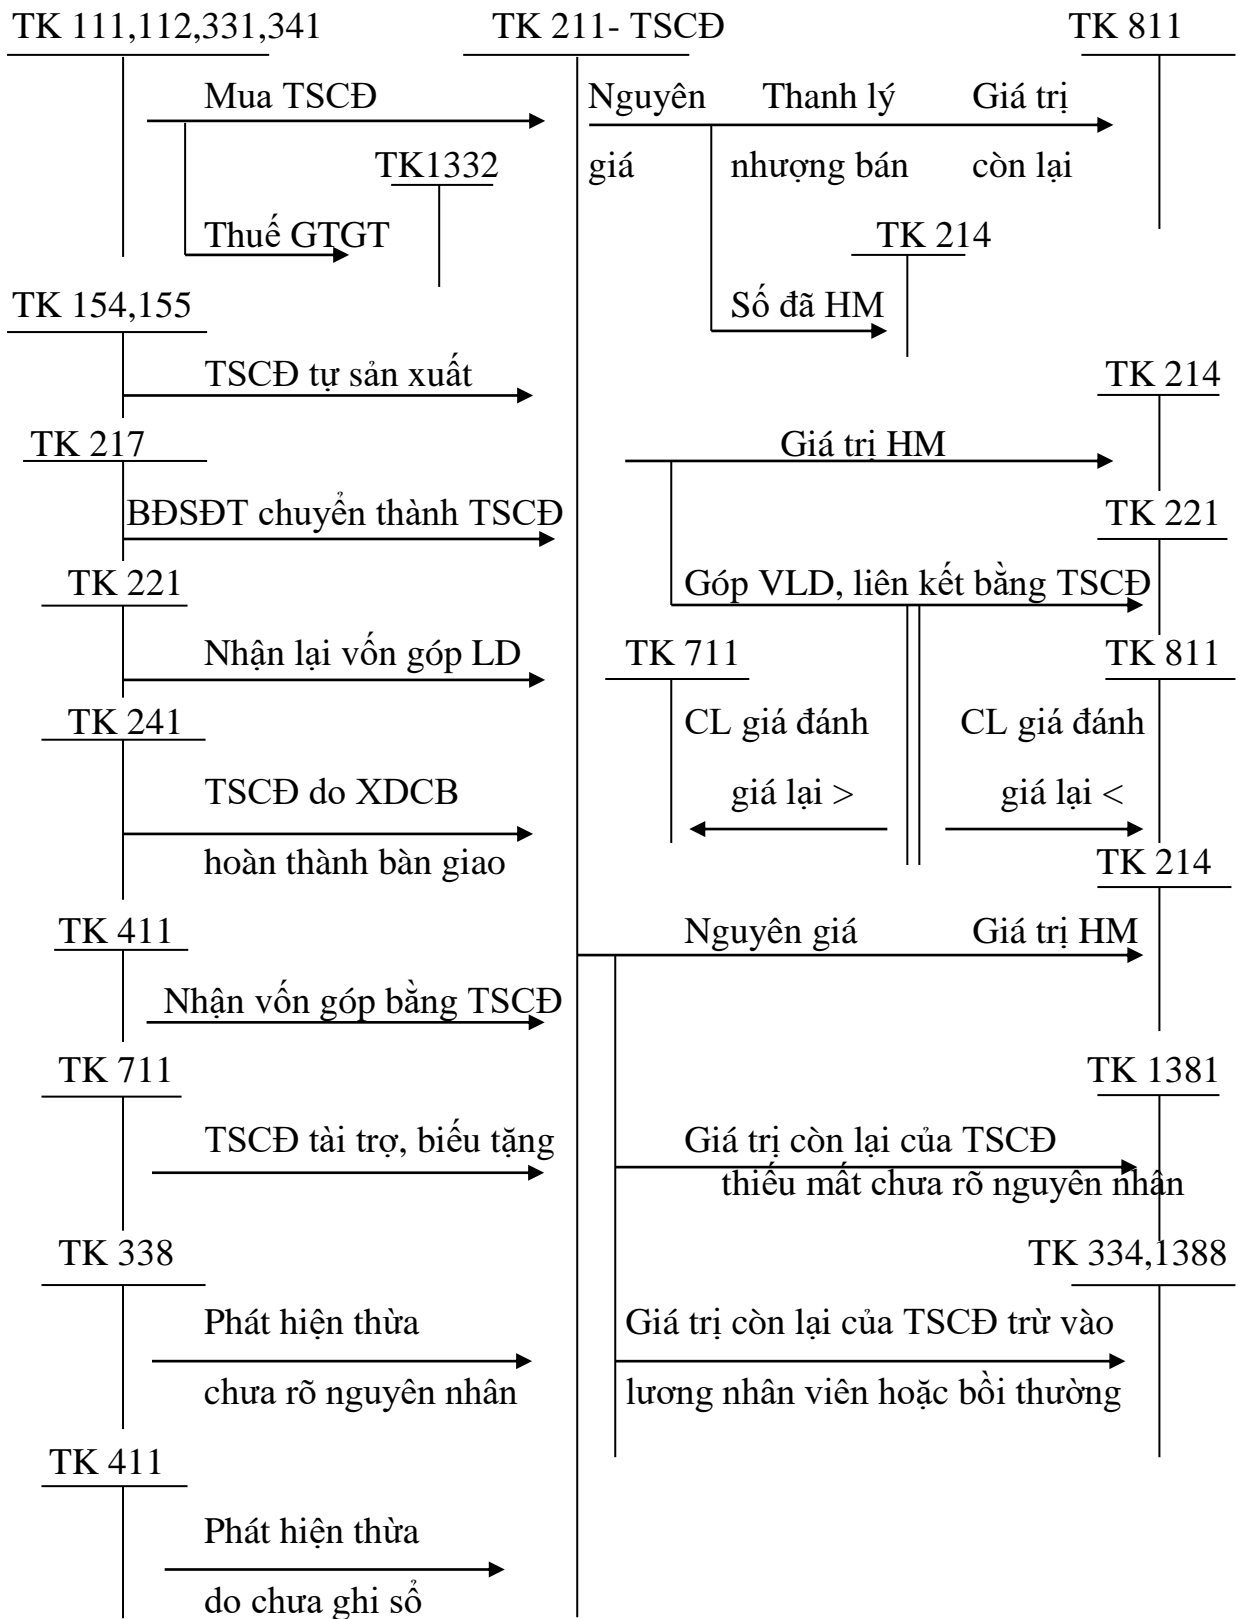 TK 111,112,331,341 TK 211- TSCĐ TK 811
Mua TSCĐ Nguyên Thanh lý Giá trị
TK1332 giá nhượng bán còn lại
Thuế GTGT TK 214
TK 154,155 Số đã HM
TSCĐ tự sản xuất TK 214
TK 217 Giá trị HM
BĐSĐT chuyển thành TSCĐ TK 221
TK 221 Góp VLD, liên kết bằng TSCĐ
Nhận lại vốn góp LD TK 711 TK 811
TK 241 CL giá đánh CL giá đánh
TSCĐ do XDCB giá lại > giá lại <
hoàn thành bàn giao TK 214
TK 411 Nguyên giá Giá trị HM
Nhận vốn góp bằng TSCĐ
TK 711 TK 1381
TSCĐ tài trợ, biếu tặng Giá trị còn lại của TSCĐ
thiếu mất chưa rõ nguyên nhân
TK 338 TK 334,1388
Phát hiện thừa Giá trị còn lại của TSCĐ trừ vào
chưa rõ nguyên nhân lương nhân viên hoặc bồi thường
TK 411
Phát hiện thừa
do chưa ghi sổ